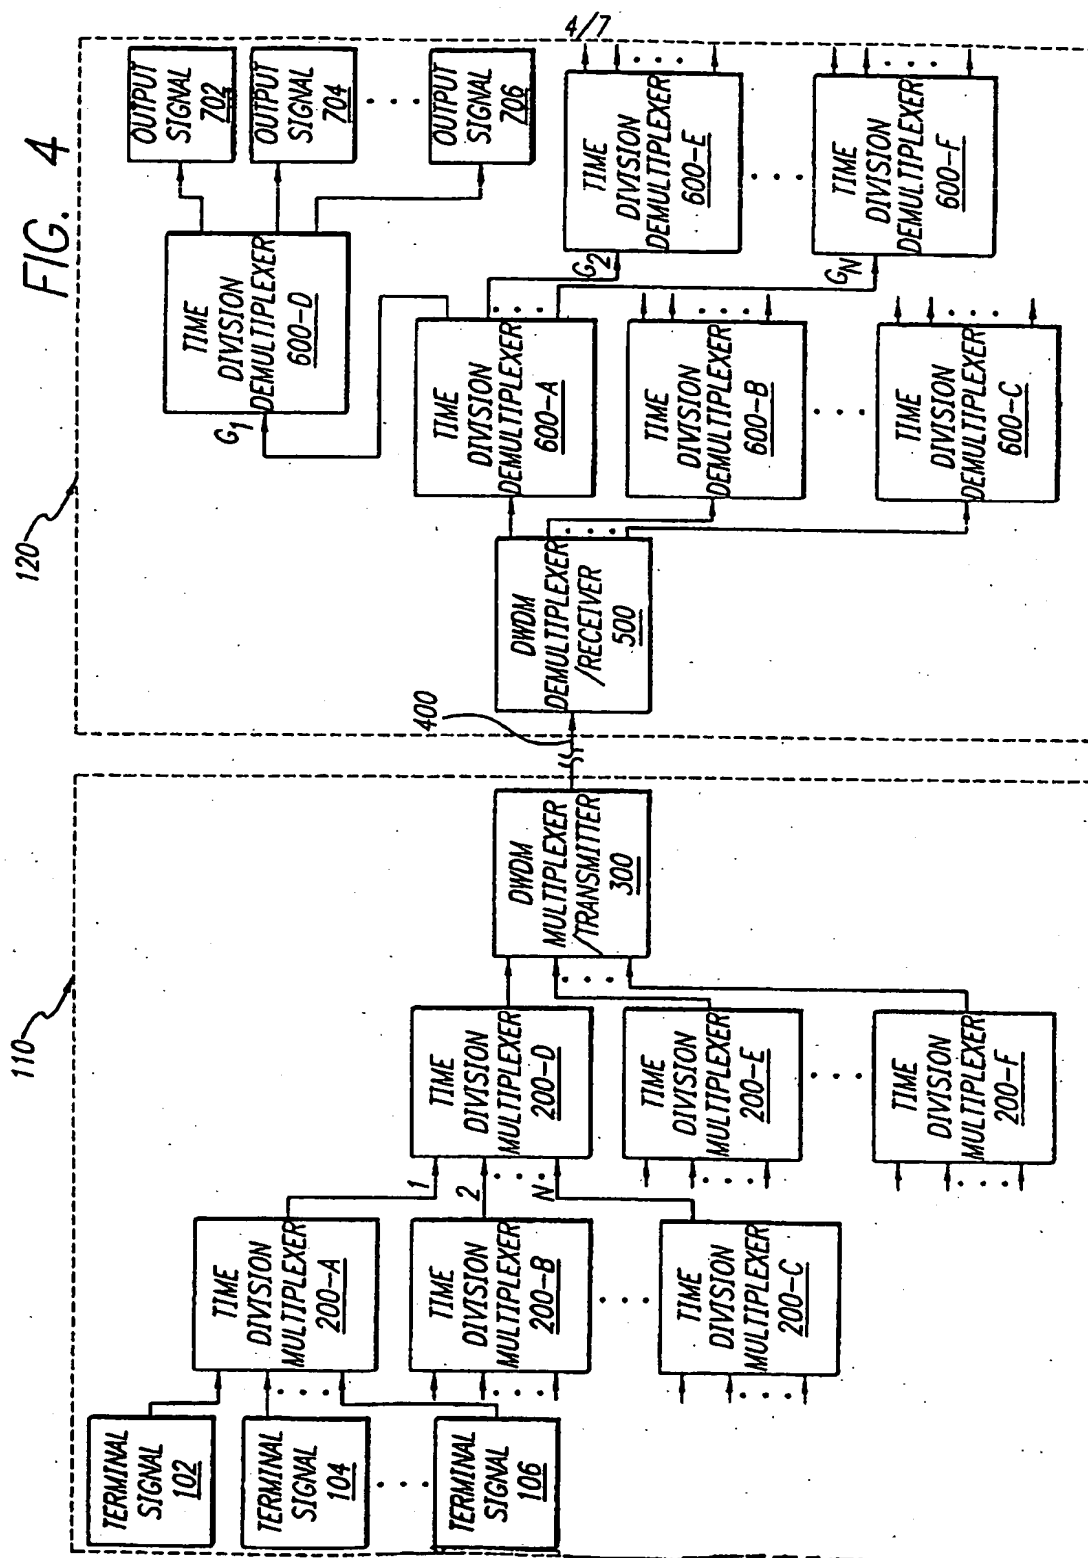 4/7
FIG. 4
110
120
TERMINAL
SIGNAL
102
TERMINAL
SIGNAL
104
TERMINAL
SIGNAL
106
TIME
DIVISION
MULTIPLEXER
200-A
TIME
DIVISION
MULTIPLEXER
200-B
TIME
DIVISION
MULTIPLEXER
200-C
1
2
N
TIME
DIVISION
MULTIPLEXER
200-D
TIME
DIVISION
MULTIPLEXER
200-E
TIME
DIVISION
MULTIPLEXER
200-F
DWDM
MULTIPLEXER
/TRANSMITTER
300
400
DWDM
DEMULTIPLEXER
/RECEIVER
500
TIME
DIVISION
DEMULTIPLEXER
600-A
TIME
DIVISION
DEMULTIPLEXER
600-B
TIME
DIVISION
DEMULTIPLEXER
600-C
G1
G2
GN
TIME
DIVISION
DEMULTIPLEXER
600-D
TIME
DIVISION
DEMULTIPLEXER
600-E
TIME
DIVISION
DEMULTIPLEXER
600-F
OUTPUT
SIGNAL
702
OUTPUT
SIGNAL
704
OUTPUT
SIGNAL
706